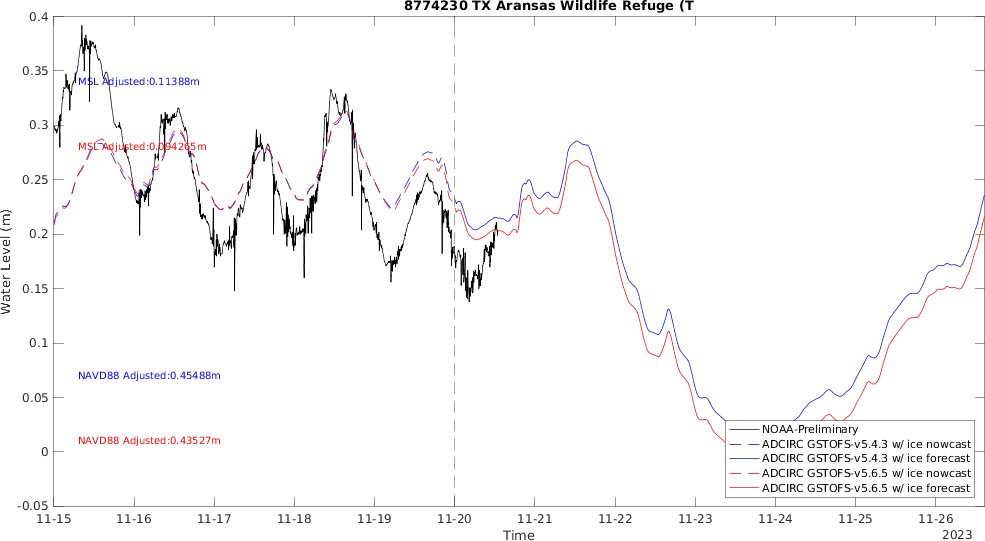 8774230 TX Aransas Wildlife Refuge (T
0.4
0.35
0.3
0.25
0.2
0.15
0.1
0.05
0
-0.05
Water Level (m)
MSL Adjusted:0.11388m
MSL Adjusted:0.094265m
NAVD88 Adjusted:0.45488m
NAVD88 Adjusted:0.43527m
NOAA-Preliminary
ADCIRC GSTOFS-v5.4.3 w/ ice nowcast
ADCIRC GSTOFS-v5.4.3 w/ ice forecast
ADCIRC GSTOFS-v5.6.5 w/ ice nowcast
ADCIRC GSTOFS-v5.6.5 w/ ice forecast
11-15 11-16 11-17 11-18 11-19 11-20 11-21 11-22 11-23 11-24 11-25 11-26
Time
2023